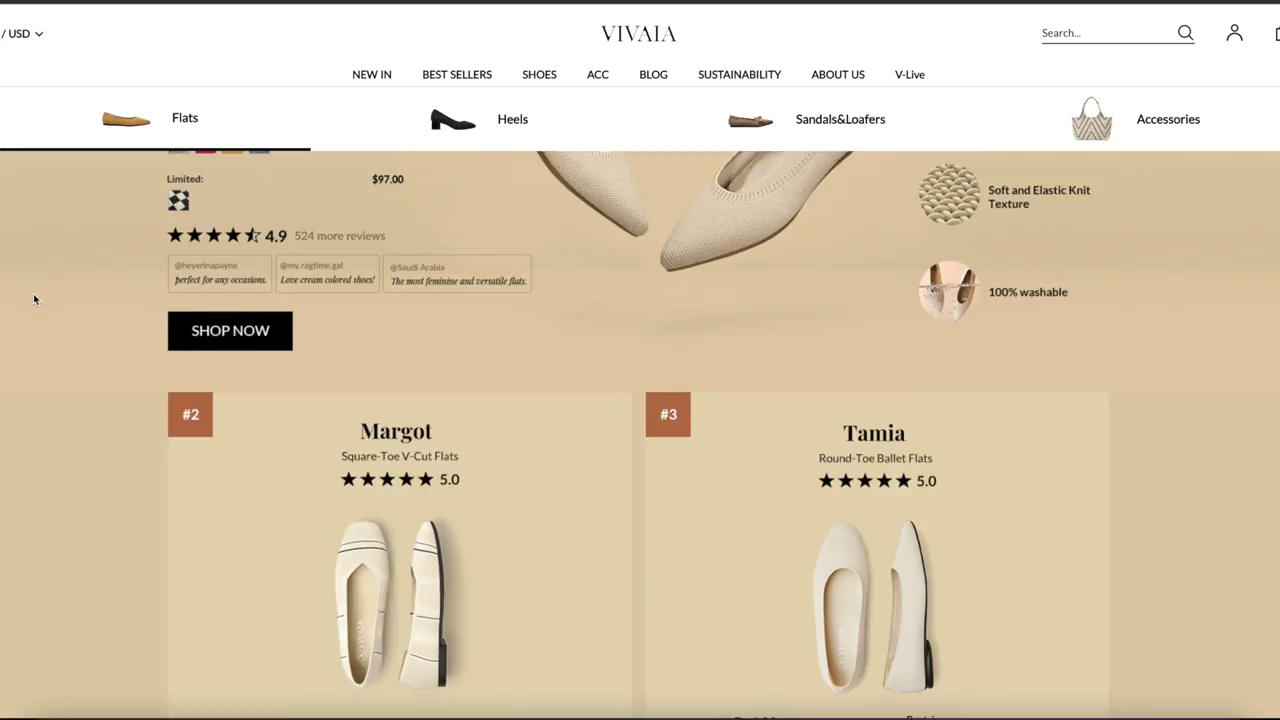 / USD
VIVAIA
Search...
NEW IN BEST SELLERS SHOES ACC BLOG SUSTAINABILITY ABOUT US V-Live
Flats Heels Sandals&Loafers Accessories
Limited: $97.00
4.9 524 more reviews
@heyerinapayne @my.ragtime.gal @Saudi Arabia
perfect for any occasions. Love cream colored shoes! The most feminine and versatile flats.
SHOP NOW
Soft and Elastic Knit
Texture
100% washable
#2
Margot
Square-Toe V-Cut Flats
5.0
VIVAIA
#3
Tamia
Round-Toe Ballet Flats
5.0